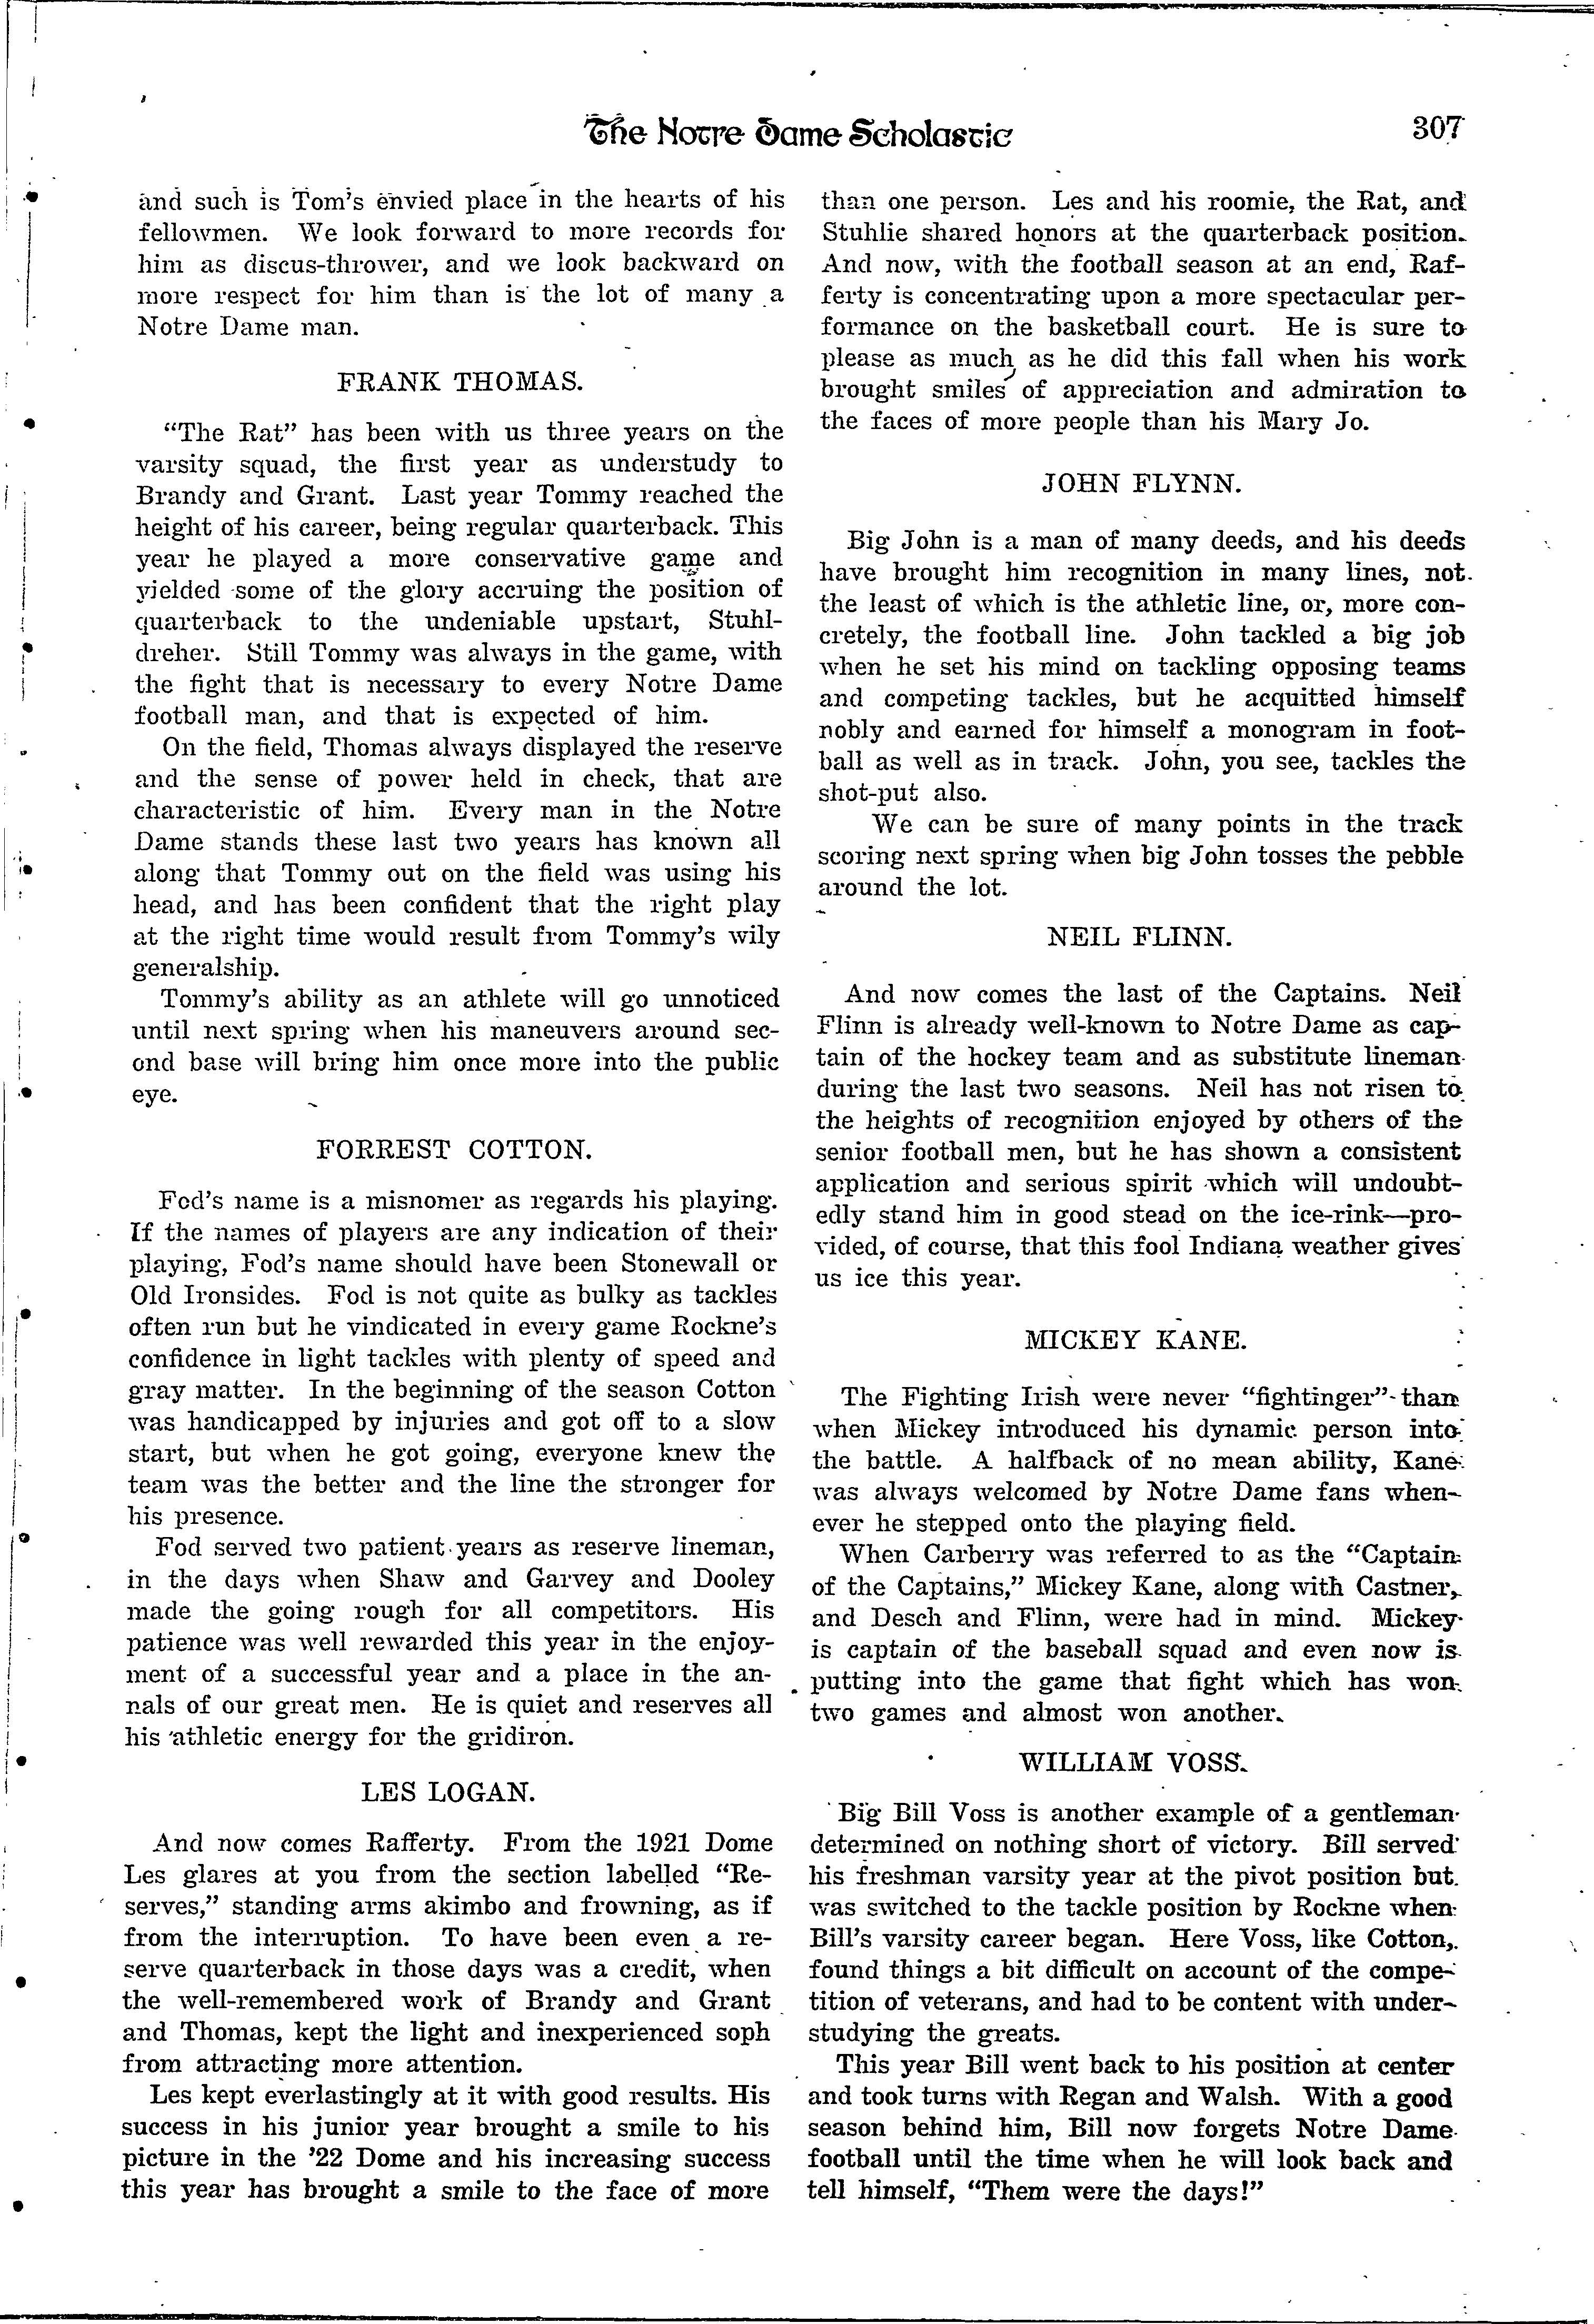 The Notre Dame Scholastic
307
and such is Tom's envied place in the hearts of his
fellowmen. We look forward to more records for
him as discus-thrower, and we look backward on
more respect for him than is the lot of many a
Notre Dame man.
FRANK THOMAS.
"The Rat" has been with us three years on the
varsity squad, the first year as understudy to
Brandy and Grant. Last year Tommy reached the
height of his career, being regular quarterback. This
year he played a more conservative game and
yielded some of the glory accruing the position of
quarterback to the undeniable upstart, Stuhl-
dreher. Still Tommy was always in the game, with
the fight that is necessary to every Notre Dame
football man, and that is expected of him.
On the field, Thomas always displayed the reserve
and the sense of power held in check, that are
characteristic of him. Every man in the Notre
Dame stands these last two years has known all
along that Tommy out on the field was using his
head, and has been confident that the right play
at the right time would result from Tommy's wily
generalship.
Tommy's ability as an athlete will go unnoticed
until next spring when his maneuvers around sec-
ond base will bring him once more into the public
eye.
FORREST COTTON.
Fod's name is a misnomer as regards his playing.
If the names of players are any indication of their
playing, Fod's name should have been Stonewall or
Old Ironsides. Fod is not quite as bulky as tackles
often run but he vindicated in every game Rockne's
confidence in light tackles with plenty of speed and
gray matter. In the beginning of the season Cotton
was handicapped by injuries and got off to a slow
start, but when he got going, everyone knew the
team was the better and the line the stronger for
his presence.
Fod served two patient years as reserve lineman,
in the days when Shaw and Garvey and Dooley
made the going rough for all competitors. His
patience was well rewarded this year in the enjoy-
ment of a successful year and a place in the an-
nals of our great men. He is quiet and reserves all
his athletic energy for the gridiron.
LES LOGAN.
And now comes Rafferty. From the 1921 Dome
Les glares at you from the section labelled "Re-
serves," standing arms akimbo and frowning, as if
from the interruption. To have been even a re-
serve quarterback in those days was a credit, when
the well-remembered work of Brandy and Grant
and Thomas, kept the light and inexperienced soph
from attracting more attention.
Les kept everlastingly at it with good results. His
success in his junior year brought a smile to his
picture in the '22 Dome and his increasing success
this year has brought a smile to the face of more
than one person. Les and his roomie, the Rat, and
Stuhlie shared honors at the quarterback position.
And now, with the football season at an end, Raf-
ferty is concentrating upon a more spectacular per-
formance on the basketball court. He is sure to
please as much as he did this fall when his work
brought smiles of appreciation and admiration to
the faces of more people than his Mary Jo.
JOHN FLYNN.
Big John is a man of many deeds, and his deeds
have brought him recognition in many lines, not
the least of which is the athletic line, or, more con-
cretely, the football line. John tackled a big job
when he set his mind on tackling opposing teams
and competing tackles, but he acquitted himself
nobly and earned for himself a monogram in foot-
ball as well as in track. John, you see, tackles the
shot-put also.
We can be sure of many points in the track
scoring next spring when big John tosses the pebble
around the lot.
NEIL FLINN.
And now comes the last of the Captains. Neil
Flinn is already well-known to Notre Dame as cap-
tain of the hockey team and as substitute lineman
during the last two seasons. Neil has not risen to
the heights of recognition enjoyed by others of the
senior football men, but he has shown a consistent
application and serious spirit which will undoubt-
edly stand him in good stead on the ice-rink—pro-
vided, of course, that this fool Indiana weather gives
us ice this year.
MICKEY KANE.
The Fighting Irish were never "fightinger" than
when Mickey introduced his dynamic person into
the battle. A halfback of no mean ability, Kane
was always welcomed by Notre Dame fans when-
ever he stepped onto the playing field.
When Carberry was referred to as the "Captain
of the Captains," Mickey Kane, along with Castner,
and Desch and Flinn, were had in mind. Mickey
is captain of the baseball squad and even now is
putting into the game that fight which has won
two games and almost won another.
WILLIAM VOSS.
Big Bill Voss is another example of a gentleman
determined on nothing short of victory. Bill served
his freshman varsity year at the pivot position but
was switched to the tackle position by Rockne when
Bill's varsity career began. Here Voss, like Cotton,
found things a bit difficult on account of the compe-
tition of veterans, and had to be content with under-
studying the greats.
This year Bill went back to his position at center
and took turns with Regan and Walsh. With a good
season behind him, Bill now forgets Notre Dame
football until the time when he will look back and
tell himself, "Them were the days!"